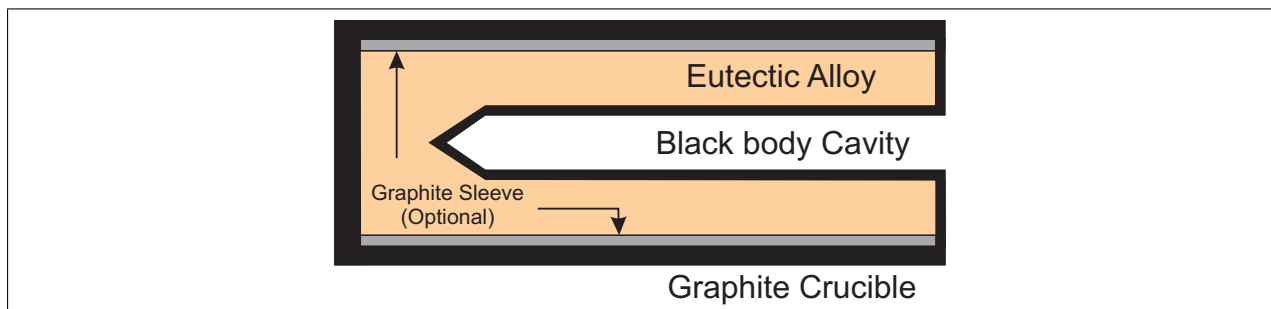 Eutectic Alloy
Black body Cavity
Graphite Sleeve
(Optional)
Graphite Crucible